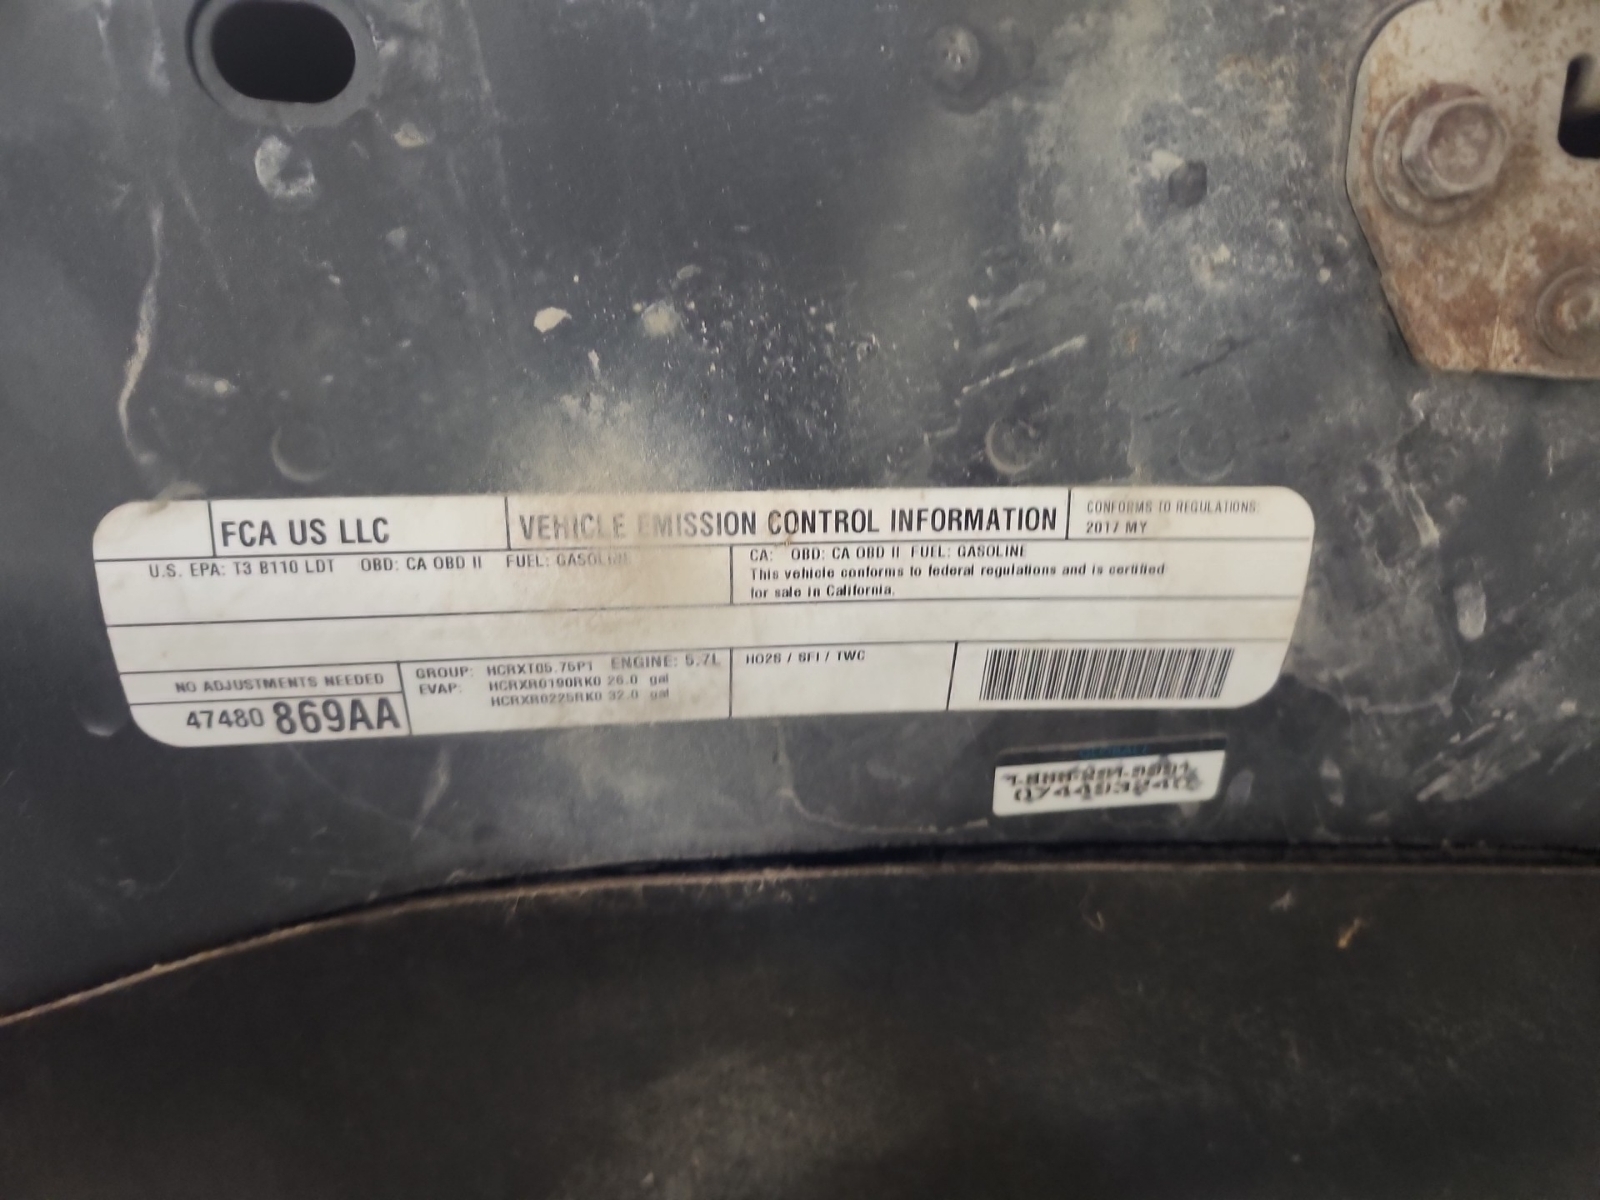 FCA US LLC
VEHICLE EMISSION CONTROL INFORMATION
CONFORMS TO REGULATIONS:
2017 MY
U.S. EPA: T3 B110 LDT OBD: CA OBD II FUEL: GASOLINE
CA: OBD: CA OBD II FUEL: GASOLINE
This vehicle conforms to federal regulations and is certified
for sale in California.
NO ADJUSTMENTS NEEDED
47480 869AA
GROUP: HCRXT05.75P1 ENGINE: 5.7L
EVAP: HCRXR0190RK0 26.0 gal
HCRXR0225RK0 32.0 gal
HO2S / SFI / TWC